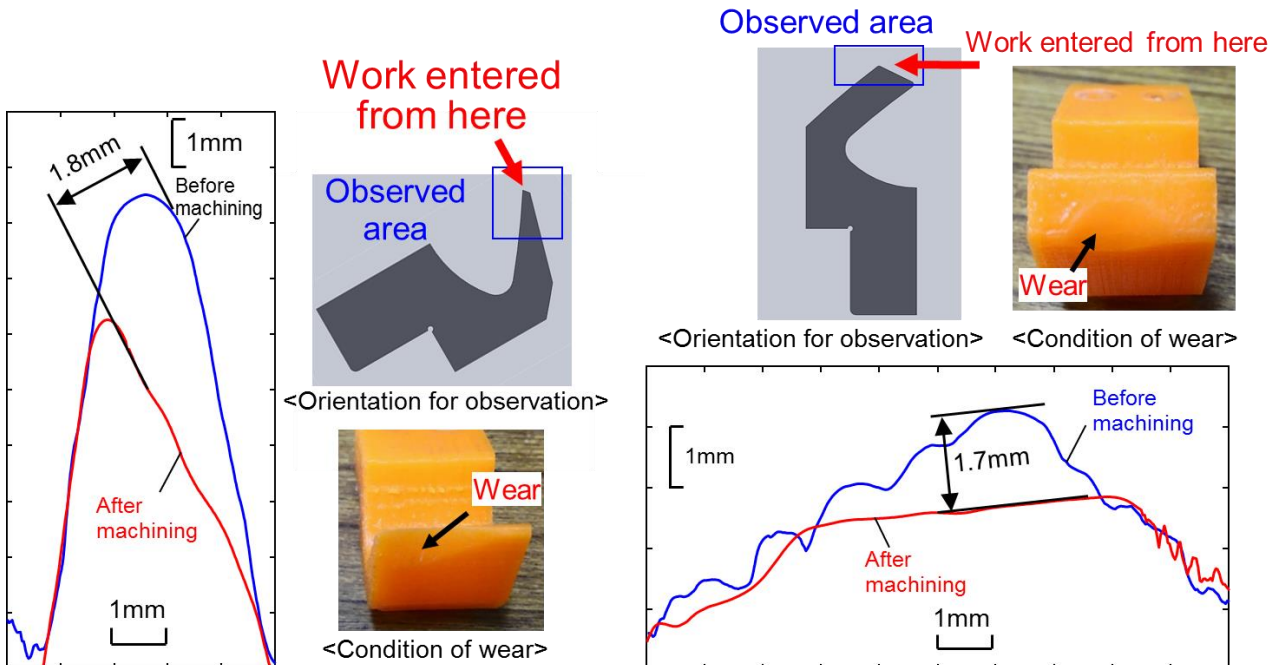 1mm
1.8mm
Before
machining
After
machining
1mm
Work entered
from here
Observed
area
<Orientation for observation>
Wear
<Condition of wear>
Observed area
Work entered from here
<Orientation for observation>
Wear
<Condition of wear>
1mm
Before
machining
1.7mm
After
machining
1mm